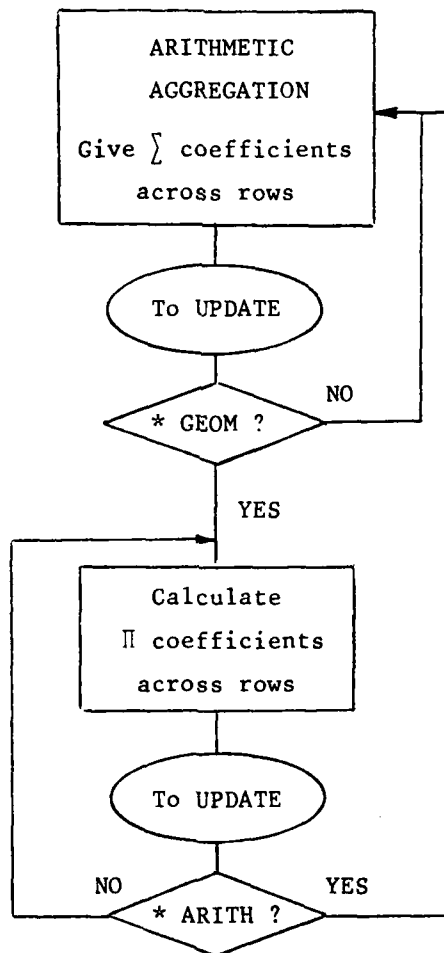 ARITHMETIC
AGGREGATION
Give ∑ coefficients
across rows
To UPDATE
NO
* GEOM ?
YES
Calculate
Π coefficients
across rows
To UPDATE
NO
YES
* ARITH ?